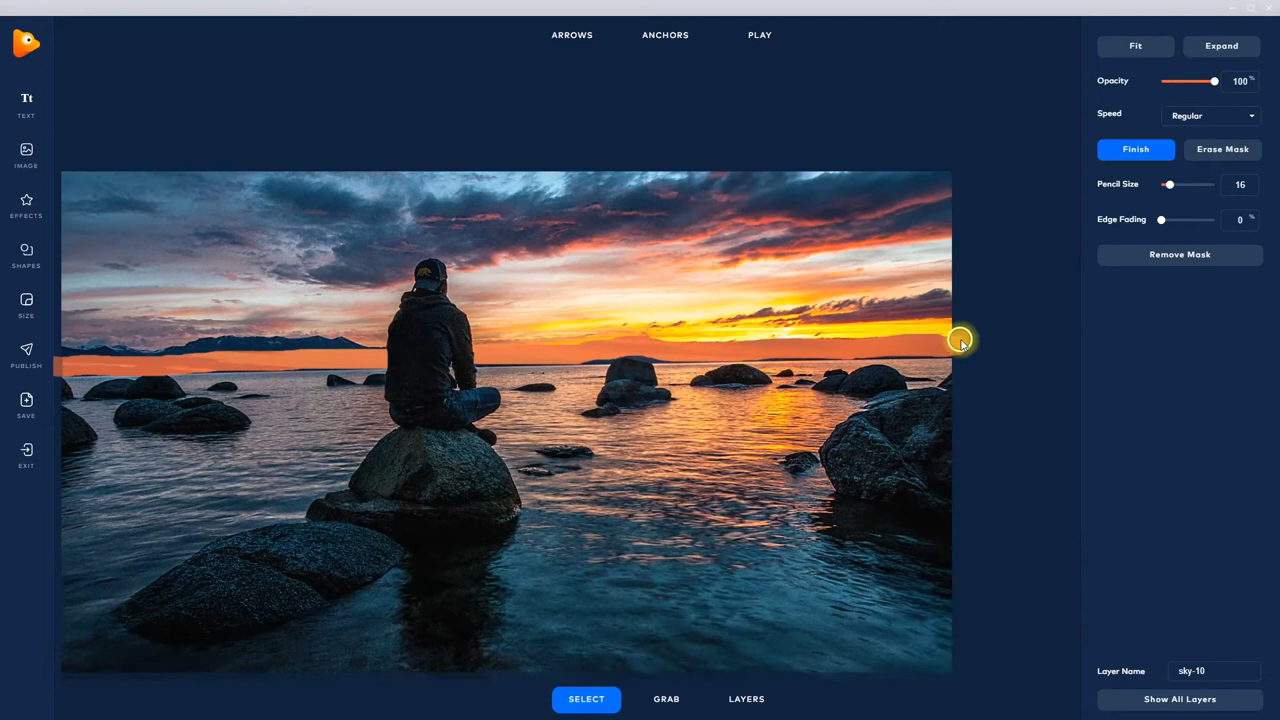 ARROWS
ANCHORS
PLAY
Tt
TEXT
IMAGE
EFFECTS
SHAPES
SIZE
PUBLISH
SAVE
EXIT
Fit
Expand
Opacity
100 %
Speed
Regular
Finish
Erase Mask
Pencil Size
16
Edge Fading
0 %
Remove Mask
Layer Name
sky-10
Show All Layers
SELECT
GRAB
LAYERS